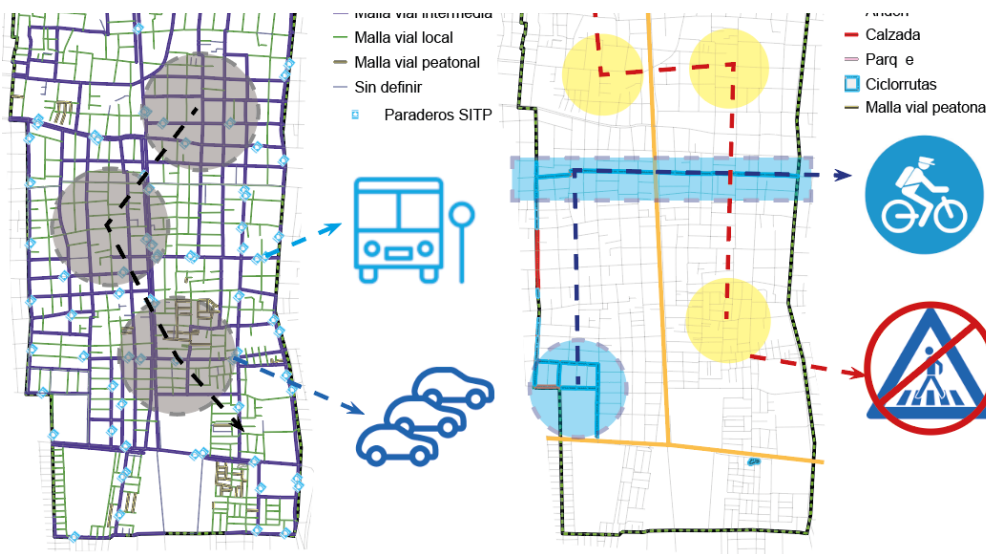 Malla vial intermedia
Malla vial local
Malla vial peatonal
Sin definir
Paraderos SITP
Andén
Calzada
Parq e
Ciclorrutas
Malla vial peatona